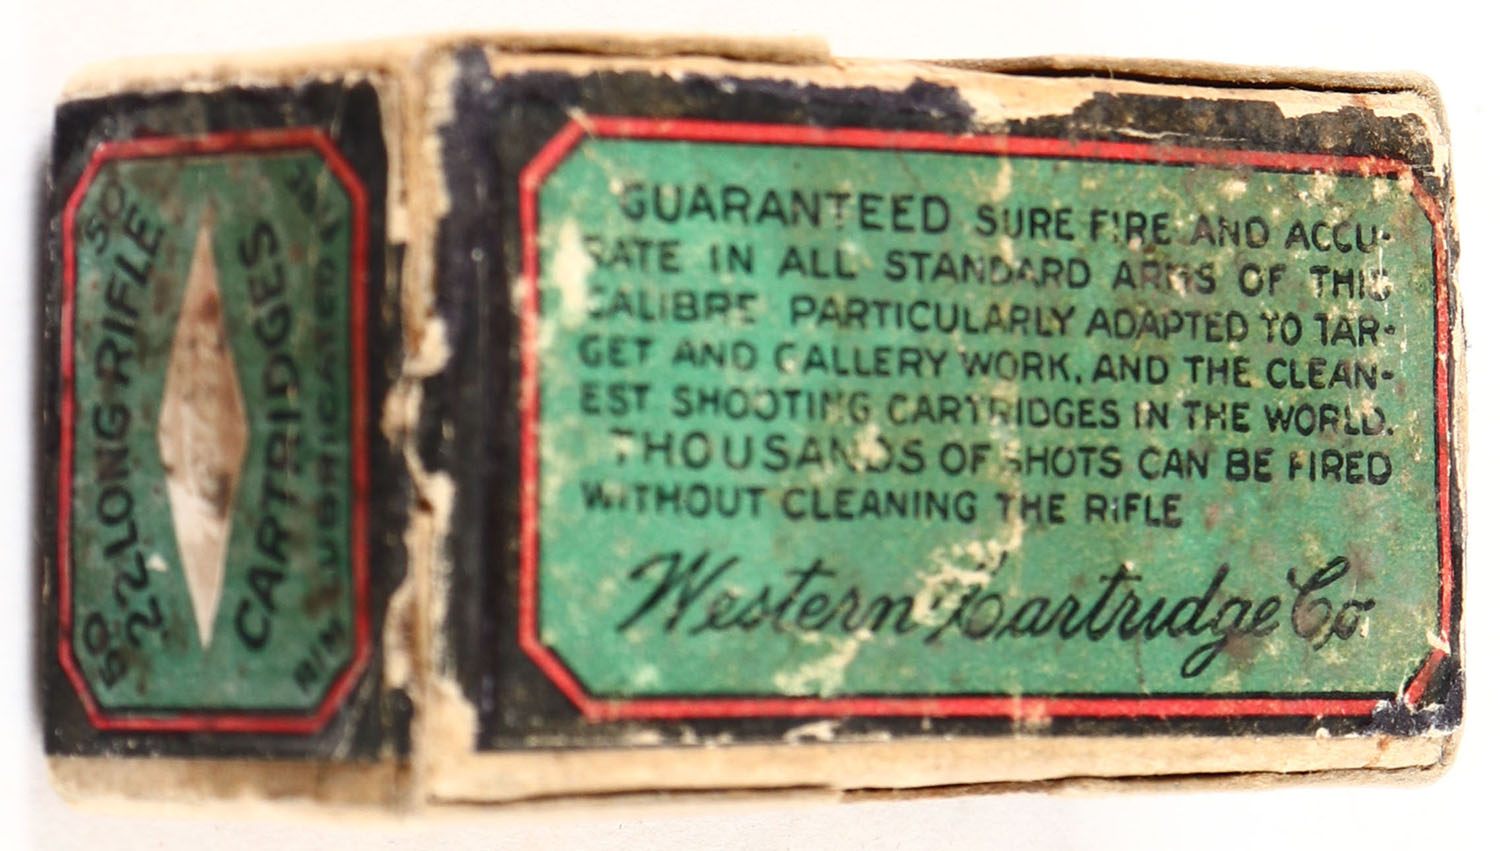 50
50
22 LONG RIFLE
CARTRIDGES
LUBRICATED
GUARANTEED SURE FIRE AND ACCU-
RATE IN ALL STANDARD ARMS OF THIS
CALIBRE PARTICULARLY ADAPTED TO TAR-
GET AND GALLERY WORK, AND THE CLEAN-
EST SHOOTING CARTRIDGES IN THE WORLD.
THOUSANDS OF SHOTS CAN BE FIRED
WITHOUT CLEANING THE RIFLE
Western Cartridge Co.